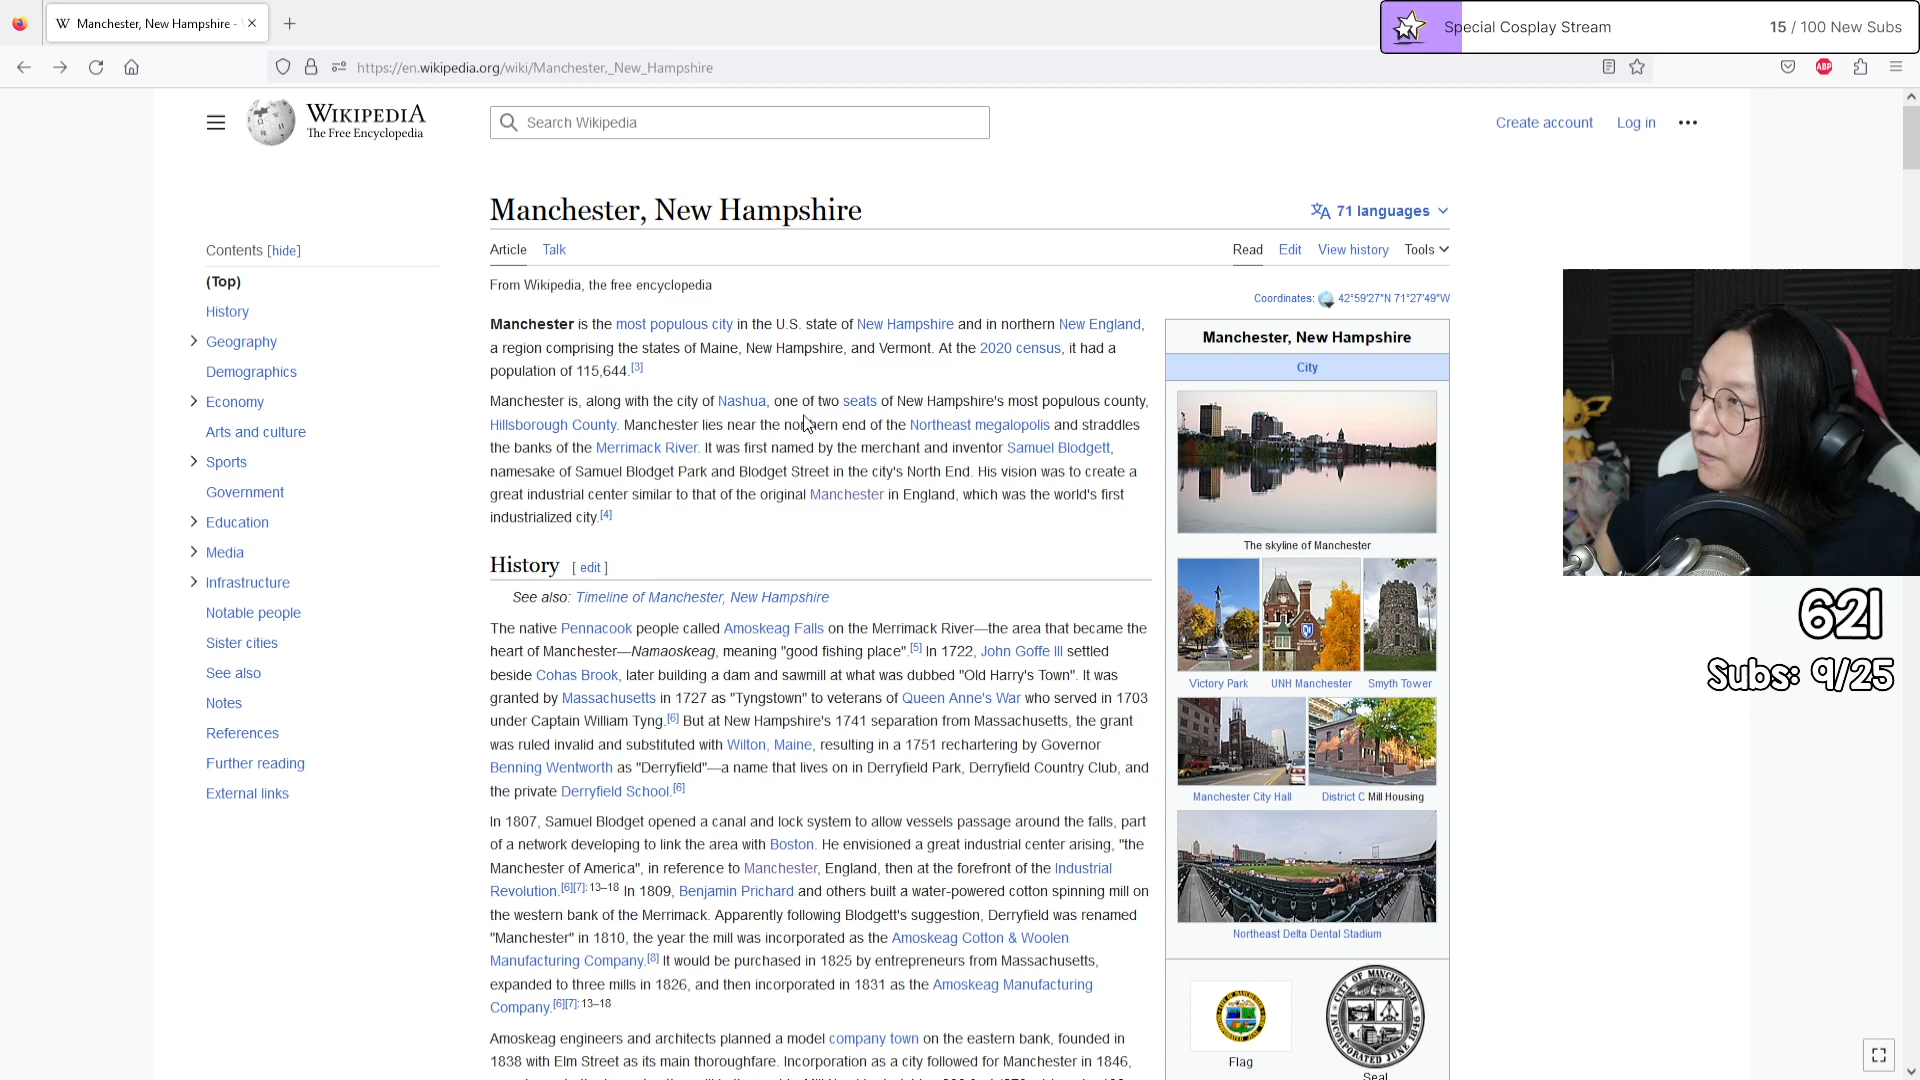 Manchester, New Hampshire -
Special Cosplay Stream
15 / 100 New Subs
https://en.wikipedia.org/wiki/Manchester,_New_Hampshire
ABP
WIKIPEDIA
The Free Encyclopedia
Search Wikipedia
Create account
Log in
Manchester, New Hampshire
71 languages
Article
Talk
Read
Edit
View history
Tools
Contents [hide]
(Top)
History
Geography
Demographics
Economy
Arts and culture
Sports
Government
Education
Media
Infrastructure
Notable people
Sister cities
See also
Notes
References
Further reading
External links
From Wikipedia, the free encyclopedia
Coordinates: 42°59′27″N 71°27′49″W
Manchester is the most populous city in the U.S. state of New Hampshire and in northern New England,
a region comprising the states of Maine, New Hampshire, and Vermont. At the 2020 census, it had a
population of 115,644.[3]
Manchester is, along with the city of Nashua, one of two seats of New Hampshire's most populous county,
Hillsborough County. Manchester lies near the northern end of the Northeast megalopolis and straddles
the banks of the Merrimack River. It was first named by the merchant and inventor Samuel Blodgett,
namesake of Samuel Blodget Park and Blodget Street in the city's North End. His vision was to create a
great industrial center similar to that of the original Manchester in England, which was the world's first
industrialized city.[4]
History [ edit ]
See also: Timeline of Manchester, New Hampshire
The native Pennacook people called Amoskeag Falls on the Merrimack River—the area that became the
heart of Manchester—Namaoskeag, meaning "good fishing place".[5] In 1722, John Goffe III settled
beside Cohas Brook, later building a dam and sawmill at what was dubbed "Old Harry's Town". It was
granted by Massachusetts in 1727 as "Tyngstown" to veterans of Queen Anne's War who served in 1703
under Captain William Tyng.[6] But at New Hampshire's 1741 separation from Massachusetts, the grant
was ruled invalid and substituted with Wilton, Maine, resulting in a 1751 rechartering by Governor
Benning Wentworth as "Derryfield"—a name that lives on in Derryfield Park, Derryfield Country Club, and
the private Derryfield School.[6]
In 1807, Samuel Blodget opened a canal and lock system to allow vessels passage around the falls, part
of a network developing to link the area with Boston. He envisioned a great industrial center arising, "the
Manchester of America", in reference to Manchester, England, then at the forefront of the Industrial
Revolution.[6][7]: 13–18 In 1809, Benjamin Prichard and others built a water-powered cotton spinning mill on
the western bank of the Merrimack. Apparently following Blodgett's suggestion, Derryfield was renamed
"Manchester" in 1810, the year the mill was incorporated as the Amoskeag Cotton & Woolen
Manufacturing Company.[8] It would be purchased in 1825 by entrepreneurs from Massachusetts,
expanded to three mills in 1826, and then incorporated in 1831 as the Amoskeag Manufacturing
Company.[6][7]: 13–18
Amoskeag engineers and architects planned a model company town on the eastern bank, founded in
1838 with Elm Street as its main thoroughfare. Incorporation as a city followed for Manchester in 1846,
Manchester, New Hampshire
City
The skyline of Manchester
Victory Park
UNH Manchester
Smyth Tower
Manchester City Hall
District C Mill Housing
Northeast Delta Dental Stadium
CITY OF MANCHESTER
INCORPORATED JUNE 1846
Flag
Seal
621
Subs: 9/25